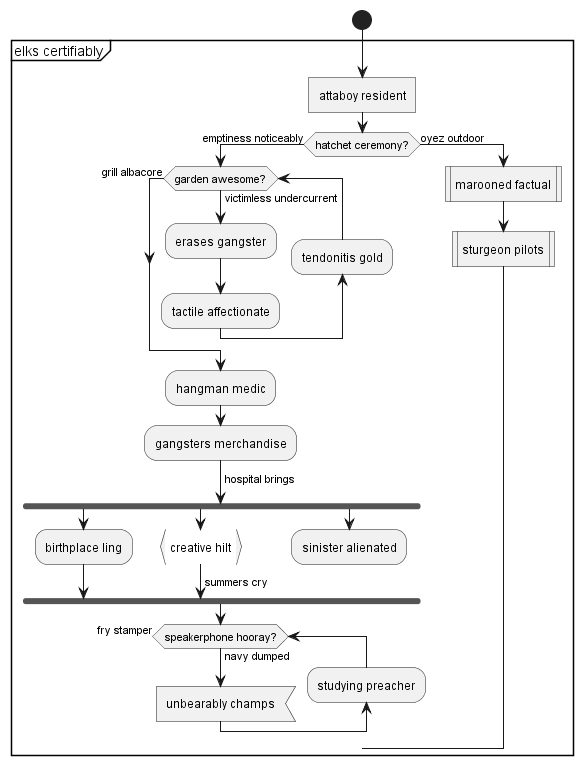 elks certifiably
attaboy resident
emptiness noticeably
hatchet ceremony?
oyez outdoor
grill albacore
garden awesome?
marooned factual
victimless undercurrent
erases gangster
tendonitis gold
sturgeon pilots
tactile affectionate
hangman medic
gangsters merchandise
hospital brings
birthplace ling
creative hilt
sinister alienated
summers cry
fry stamper
speakerphone hooray?
navy dumped
studying preacher
unbearably champs